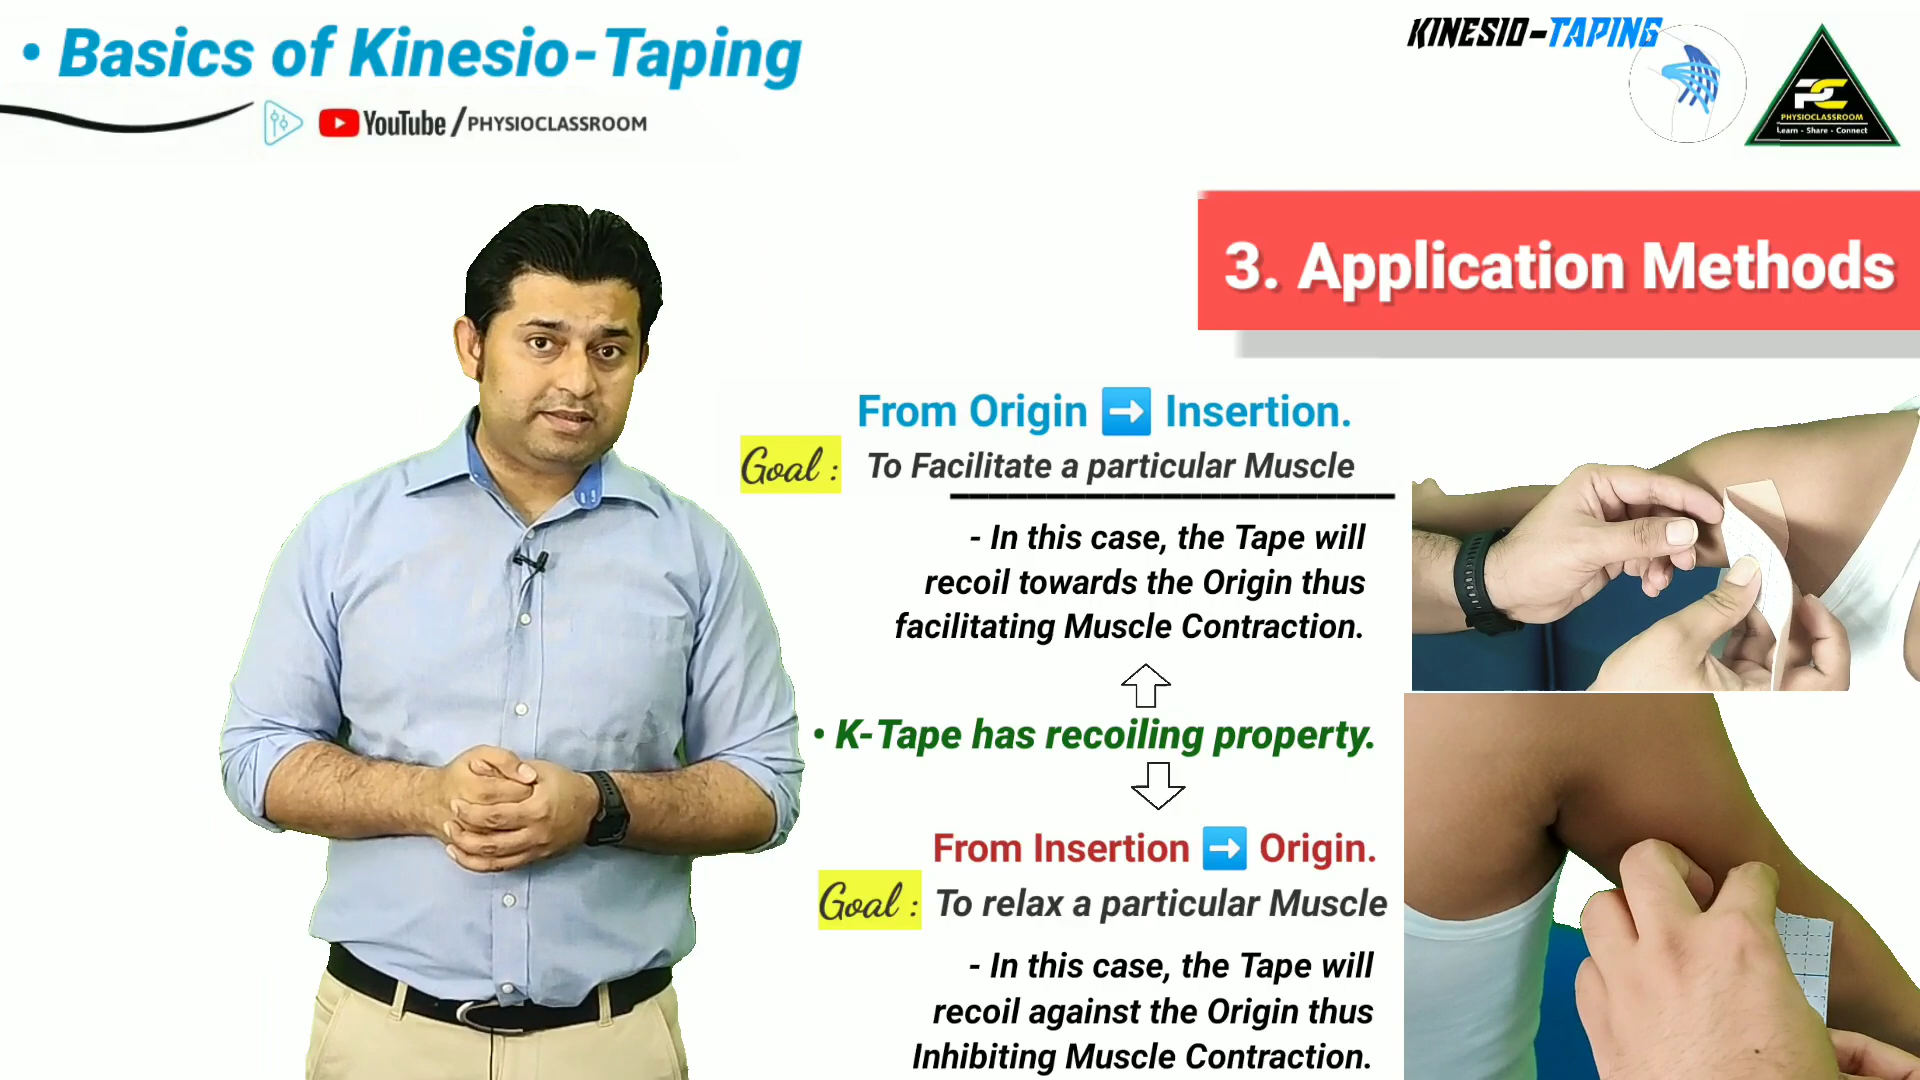 • Basics of Kinesio-Taping
YouTube /PHYSIOCLASSROOM
KINESIO-TAPING
PC
PHYSIOCLASSROOM
Learn - Share - Connect
3. Application Methods
From Origin ➡ Insertion.
Goal : To Facilitate a particular Muscle
- In this case, the Tape will
recoil towards the Origin thus
facilitating Muscle Contraction.
• K-Tape has recoiling property.
From Insertion ➡ Origin.
Goal : To relax a particular Muscle
- In this case, the Tape will
recoil against the Origin thus
Inhibiting Muscle Contraction.